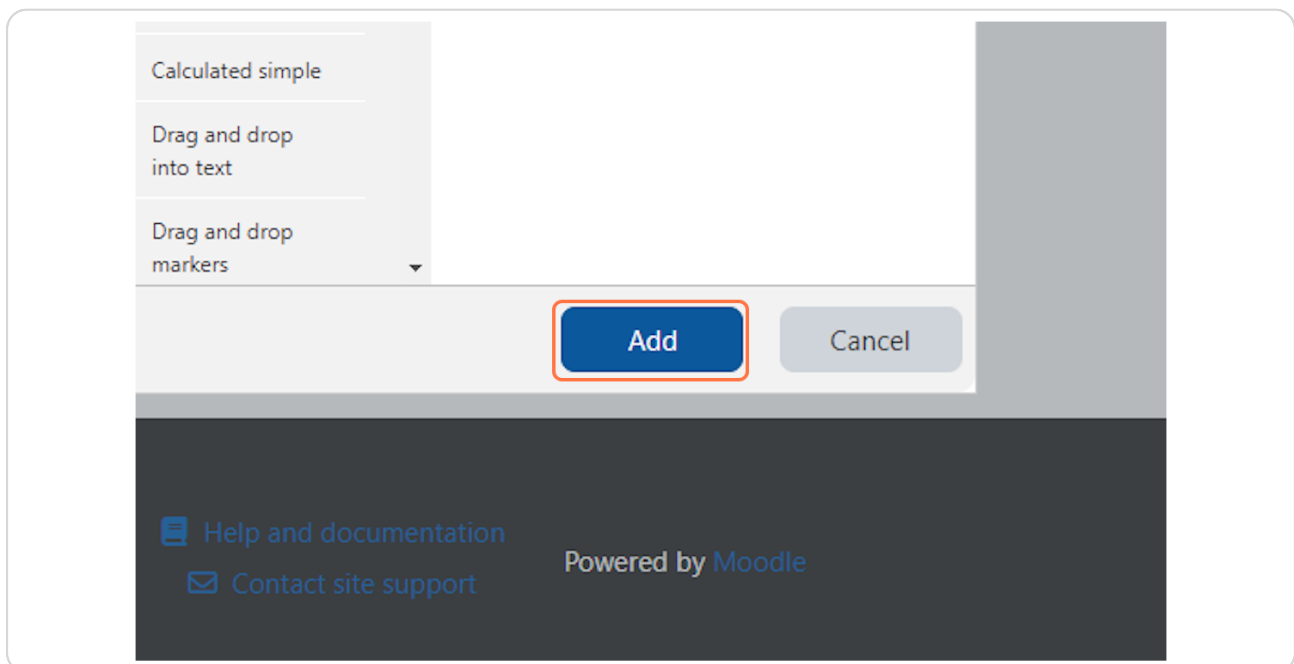 Calculated simple
Drag and drop
into text
Drag and drop
markers
Add
Cancel
Help and documentation
Contact site support
Powered by Moodle